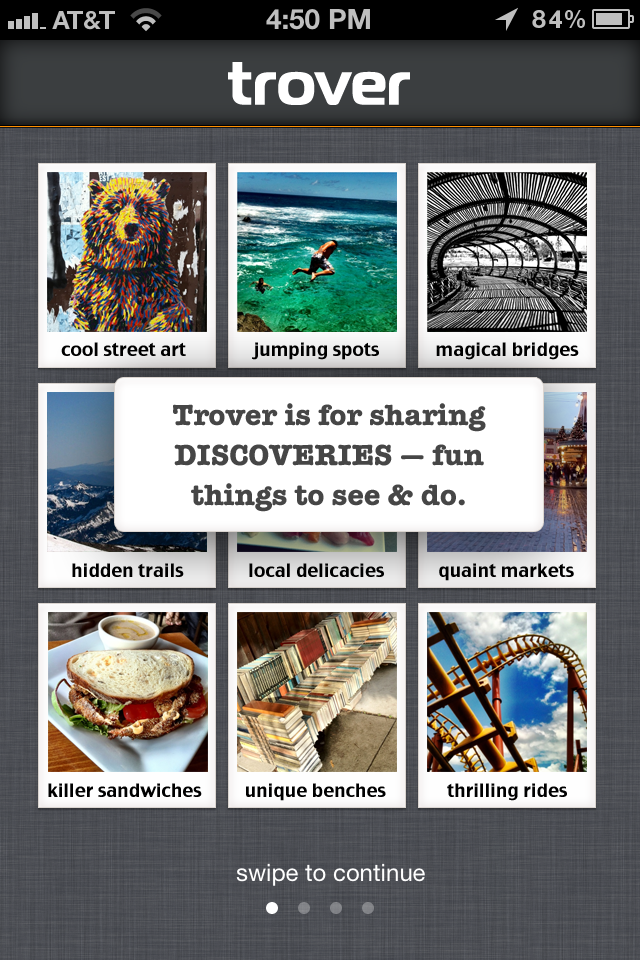 AT&T 4:50 PM 84%
trover
cool street art jumping spots magical bridges
Trover is for sharing
DISCOVERIES — fun
things to see & do.
hidden trails local delicacies quaint markets
killer sandwiches unique benches thrilling rides
swipe to continue